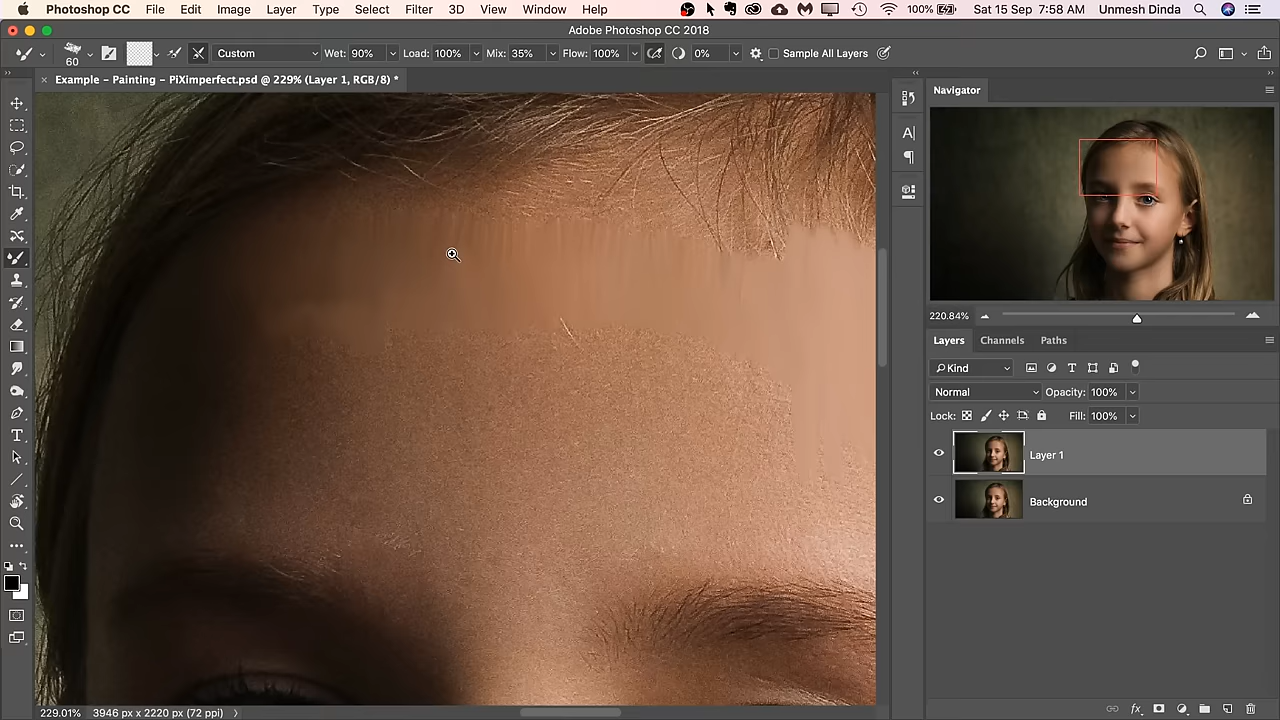 Photoshop CC File Edit Image Layer Type Select Filter 3D View Window Help 100% Sat 15 Sep 7:58 AM Unmesh Dinda
Adobe Photoshop CC 2018
60 Custom Wet: 90% Load: 100% Mix: 35% Flow: 100% 0% Sample All Layers
Example - Painting - PiXimperfect.psd @ 229% (Layer 1, RGB/8) *
Navigator
220.84%
Layers Channels Paths
Kind
Normal Opacity: 100%
Lock: Fill: 100%
Layer 1
Background
229.01% 3946 px x 2220 px (72 ppi)